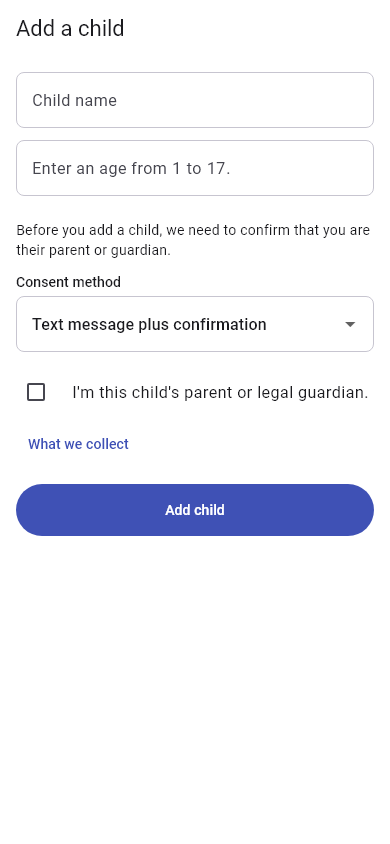 Add a child
Child name
Enter an age from 1 to 17.
Before you add a child, we need to confirm that you are
their parent or guardian.
Consent method
Text message plus confirmation
I'm this child's parent or legal guardian.
What we collect
Add child